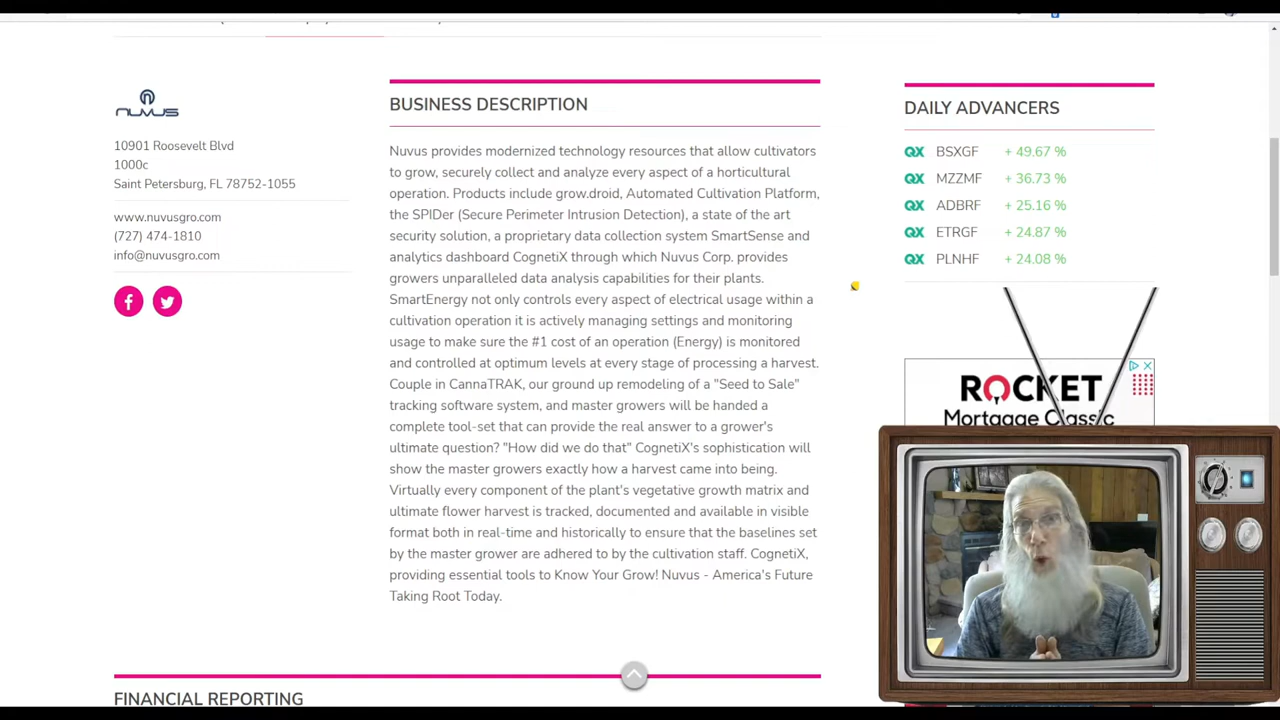 nuvus
10901 Roosevelt Blvd
1000c
Saint Petersburg, FL 78752-1055
www.nuvusgro.com
(727) 474-1810
info@nuvusgro.com
BUSINESS DESCRIPTION
Nuvus provides modernized technology resources that allow cultivators
to grow, securely collect and analyze every aspect of a horticultural
operation. Products include grow.droid, Automated Cultivation Platform,
the SPIDer (Secure Perimeter Intrusion Detection), a state of the art
security solution, a proprietary data collection system SmartSense and
analytics dashboard CognetiX through which Nuvus Corp. provides
growers unparalleled data analysis capabilities for their plants.
SmartEnergy not only controls every aspect of electrical usage within a
cultivation operation it is actively managing settings and monitoring
usage to make sure the #1 cost of an operation (Energy) is monitored
and controlled at optimum levels at every stage of processing a harvest.
Couple in CannaTRAK, our ground up remodeling of a "Seed to Sale"
tracking software system, and master growers will be handed a
complete tool-set that can provide the real answer to a grower's
ultimate question? "How did we do that" CognetiX's sophistication will
show the master growers exactly how a harvest came into being.
Virtually every component of the plant's vegetative growth matrix and
ultimate flower harvest is tracked, documented and available in visible
format both in real-time and historically to ensure that the baselines set
by the master grower are adhered to by the cultivation staff. CognetiX,
providing essential tools to Know Your Grow! Nuvus - America's Future
Taking Root Today.
FINANCIAL REPORTING
DAILY ADVANCERS
QX BSXGF + 49.67 %
QX MZZMF + 36.73 %
QX ADBRF + 25.16 %
QX ETRGF + 24.87 %
QX PLNHF + 24.08 %
ROCKET
Mortgage Classic